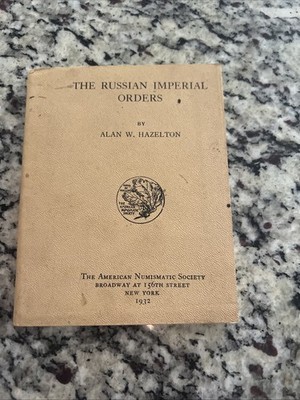 THE RUSSIAN IMPERIAL
ORDERS
BY
ALAN W. HAZELTON
THE AMERICAN NUMISMATIC SOCIETY
BROADWAY AT 156TH STREET
NEW YORK
1932